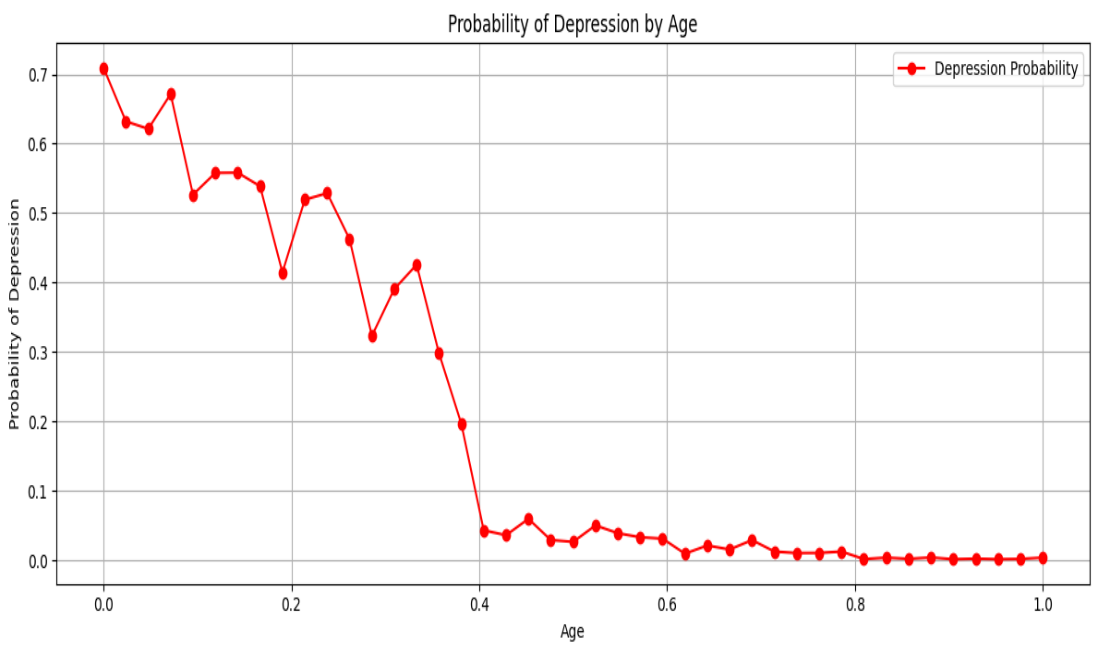 Probability of Depression by Age
Depression Probability
Probability of Depression
0.7
0.6
0.5
0.4
0.3
0.2
0.1
0.0
0.0 0.2 0.4 0.6 0.8 1.0
Age